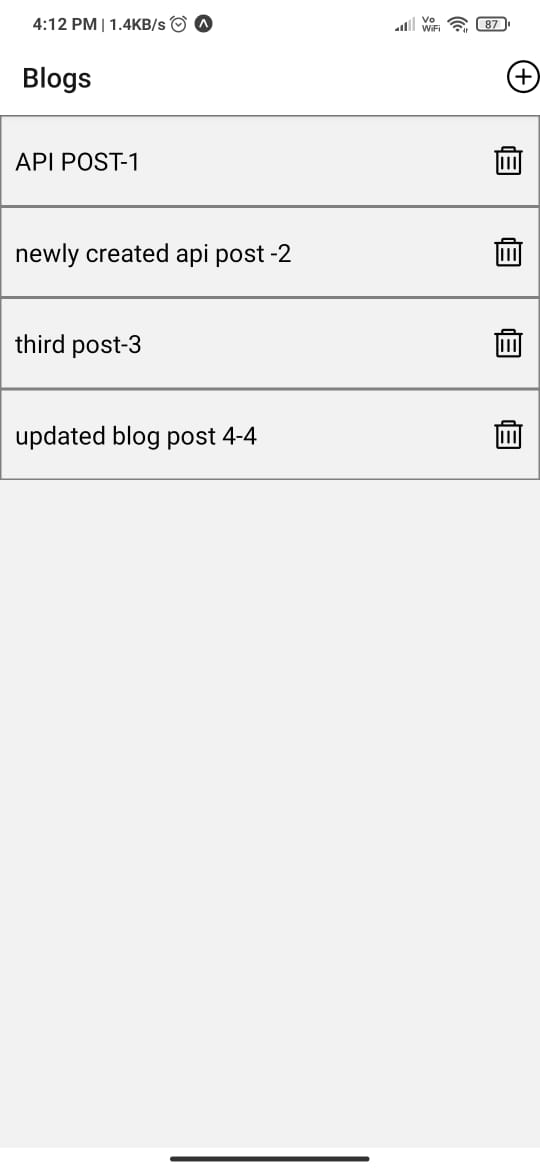 4:12 PM | 1.4KB/s
Vo
WiFi
87
Blogs
API POST-1
newly created api post -2
third post-3
updated blog post 4-4